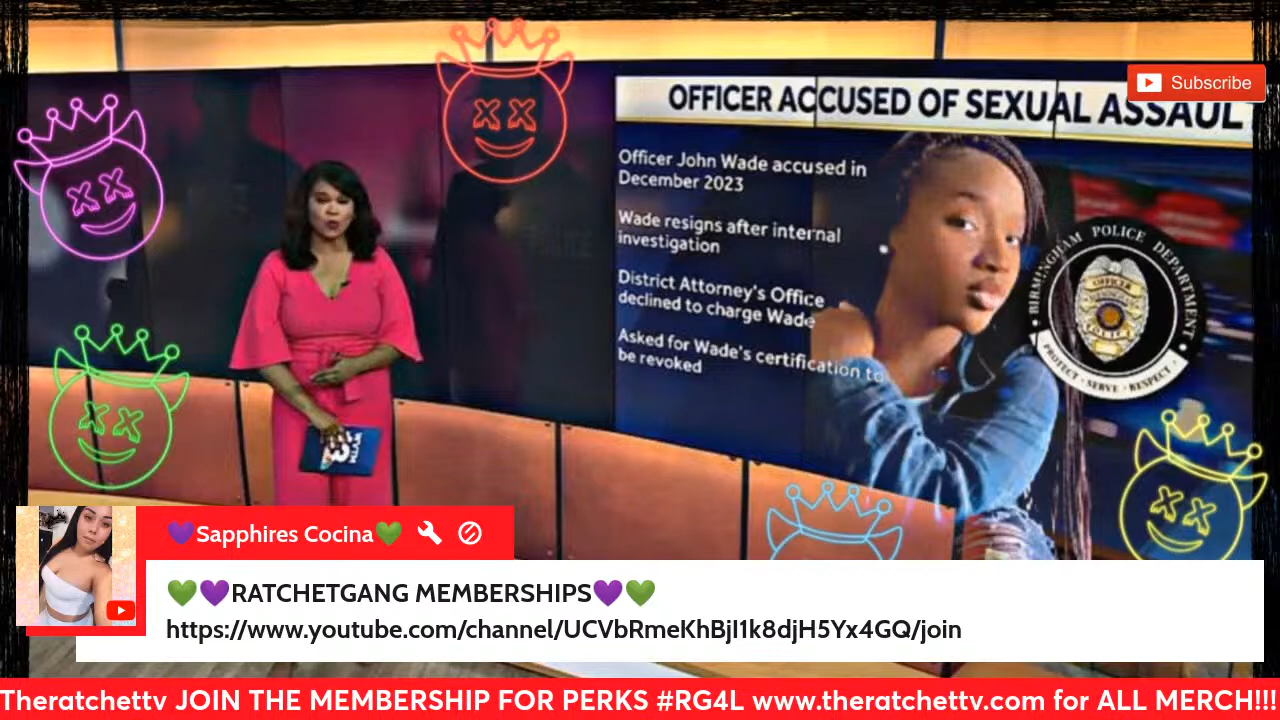 Subscribe
OFFICER ACCUSED OF SEXUAL ASSAUL
Officer John Wade accused in
December 2023
Wade resigns after internal
investigation
District Attorney's Office
declined to charge Wade
Asked for Wade's certification to
be revoked
BIRMINGHAM POLICE DEPARTMENT
OFFICER
POLICE
PROTECT - SERVE - RESPECT
💜Sapphires Cocina💚
💚💜RATCHETGANG MEMBERSHIPS💜💚
https://www.youtube.com/channel/UCVbRmeKhBjI1k8djH5Yx4GQ/join
Theratchettv JOIN THE MEMBERSHIP FOR PERKS #RG4L www.theratchettv.com for ALL MERCH!!!